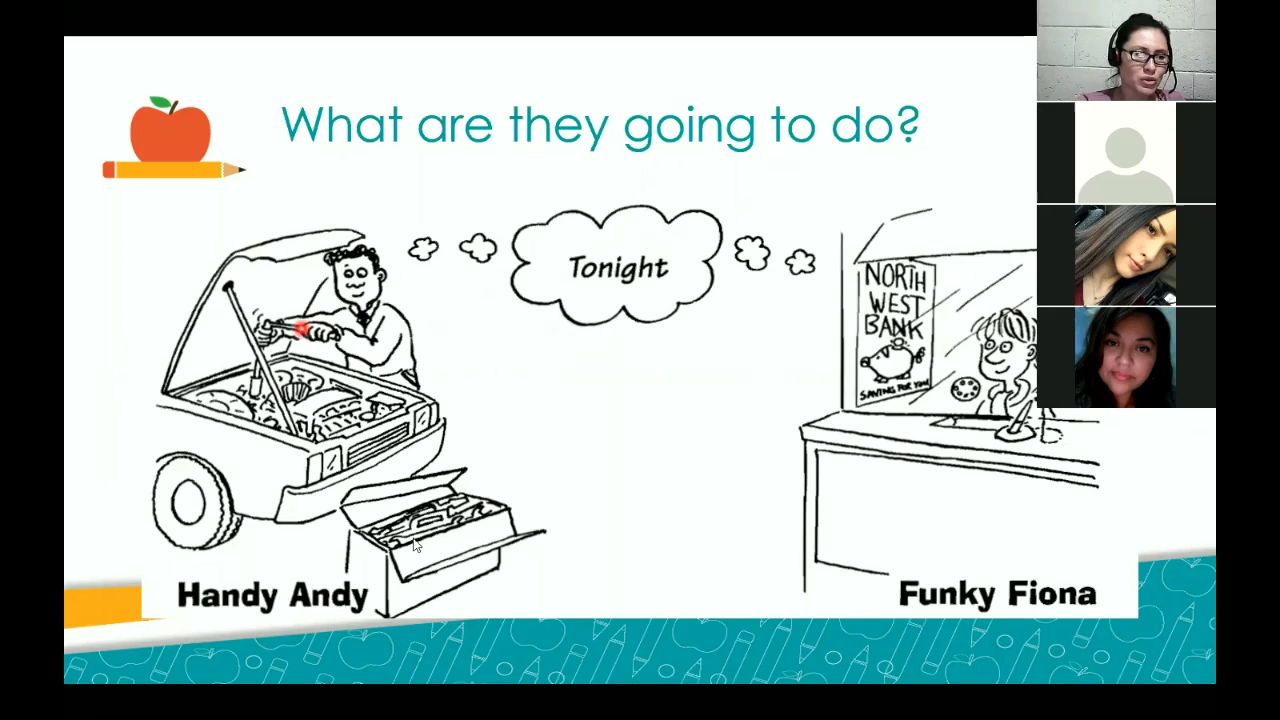 What are they going to do?
Tonight
NORTH
WEST
BANK
SAVING FOR YOU
Handy Andy
Funky Fiona